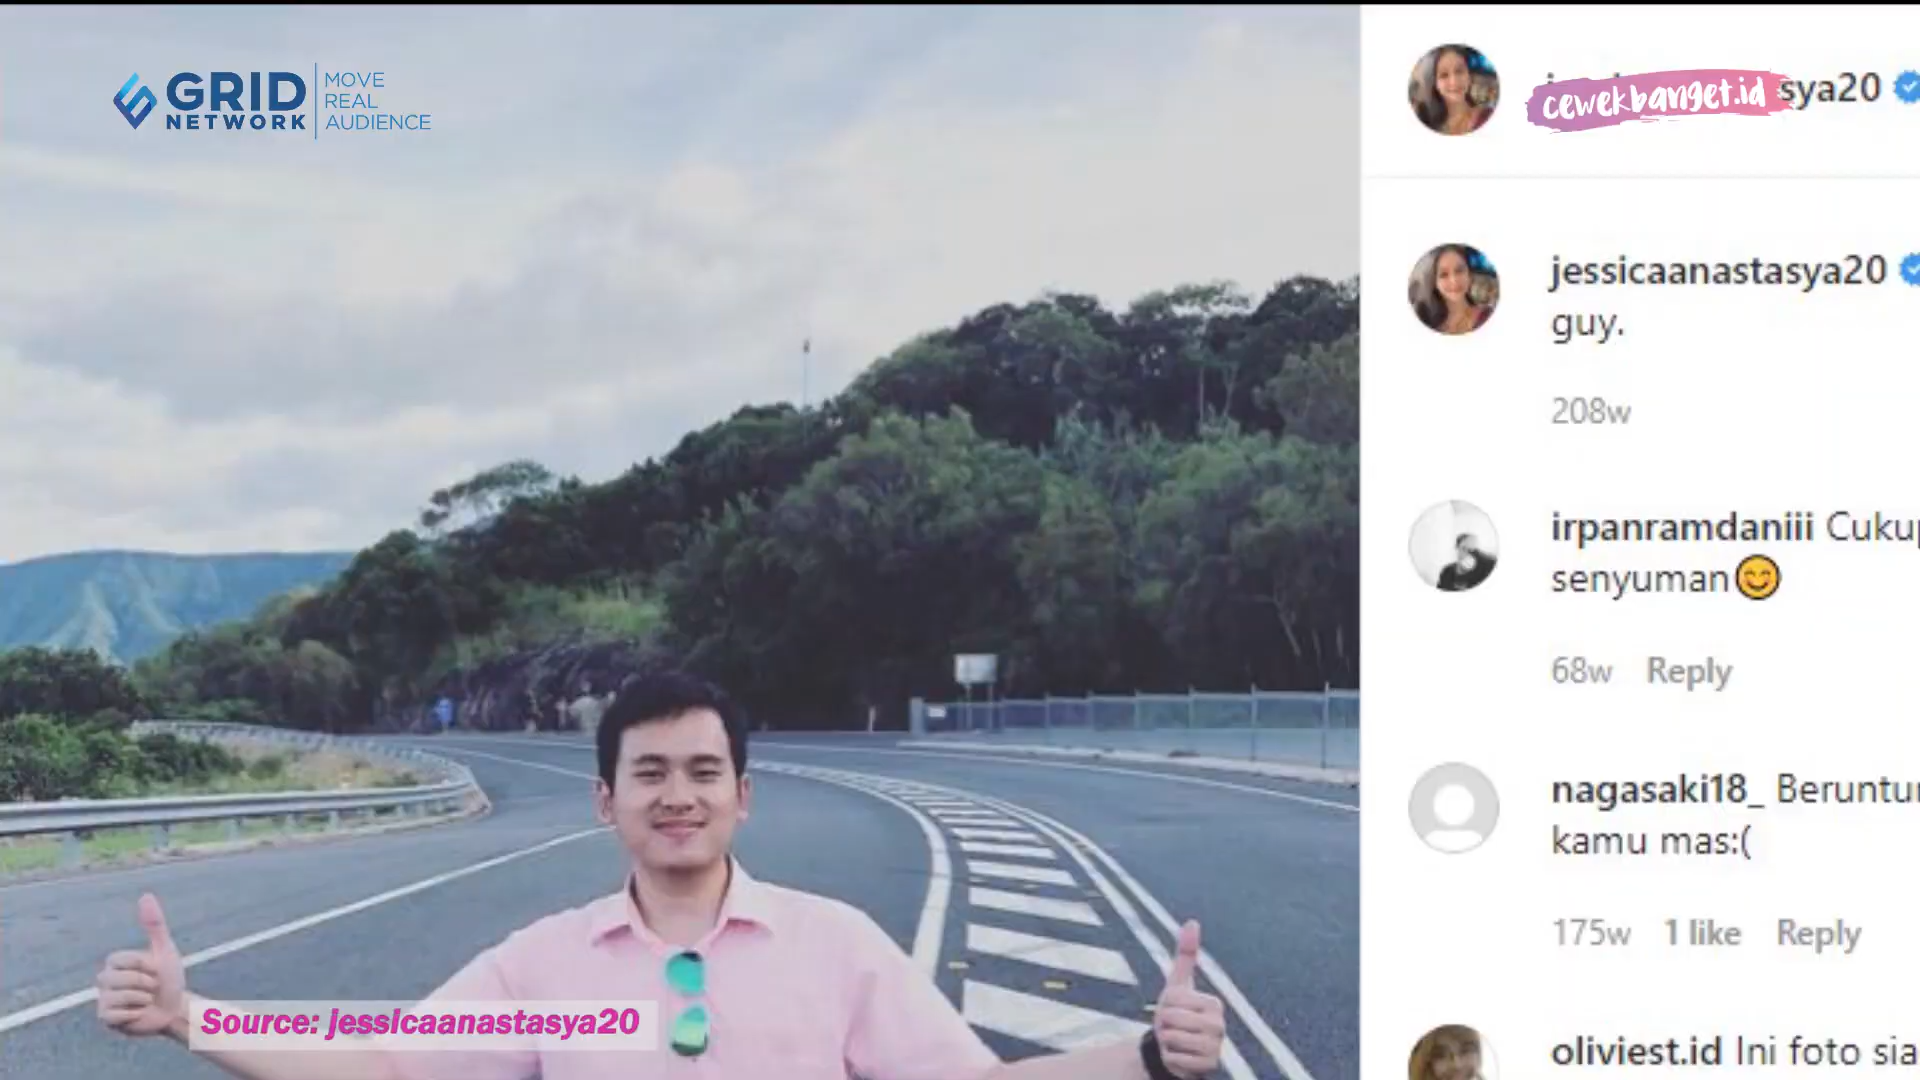 GRID
NETWORK
MOVE
REAL
AUDIENCE
cewekbanget.id
sya20
jessicaanastasya20
guy.
208w
irpanramdaniii
senyuman😊
68w Reply
nagasaki18_
kamu mas:(
175w 1 like Reply
oliviest.id Ini foto
Source: jessicaanastasya20